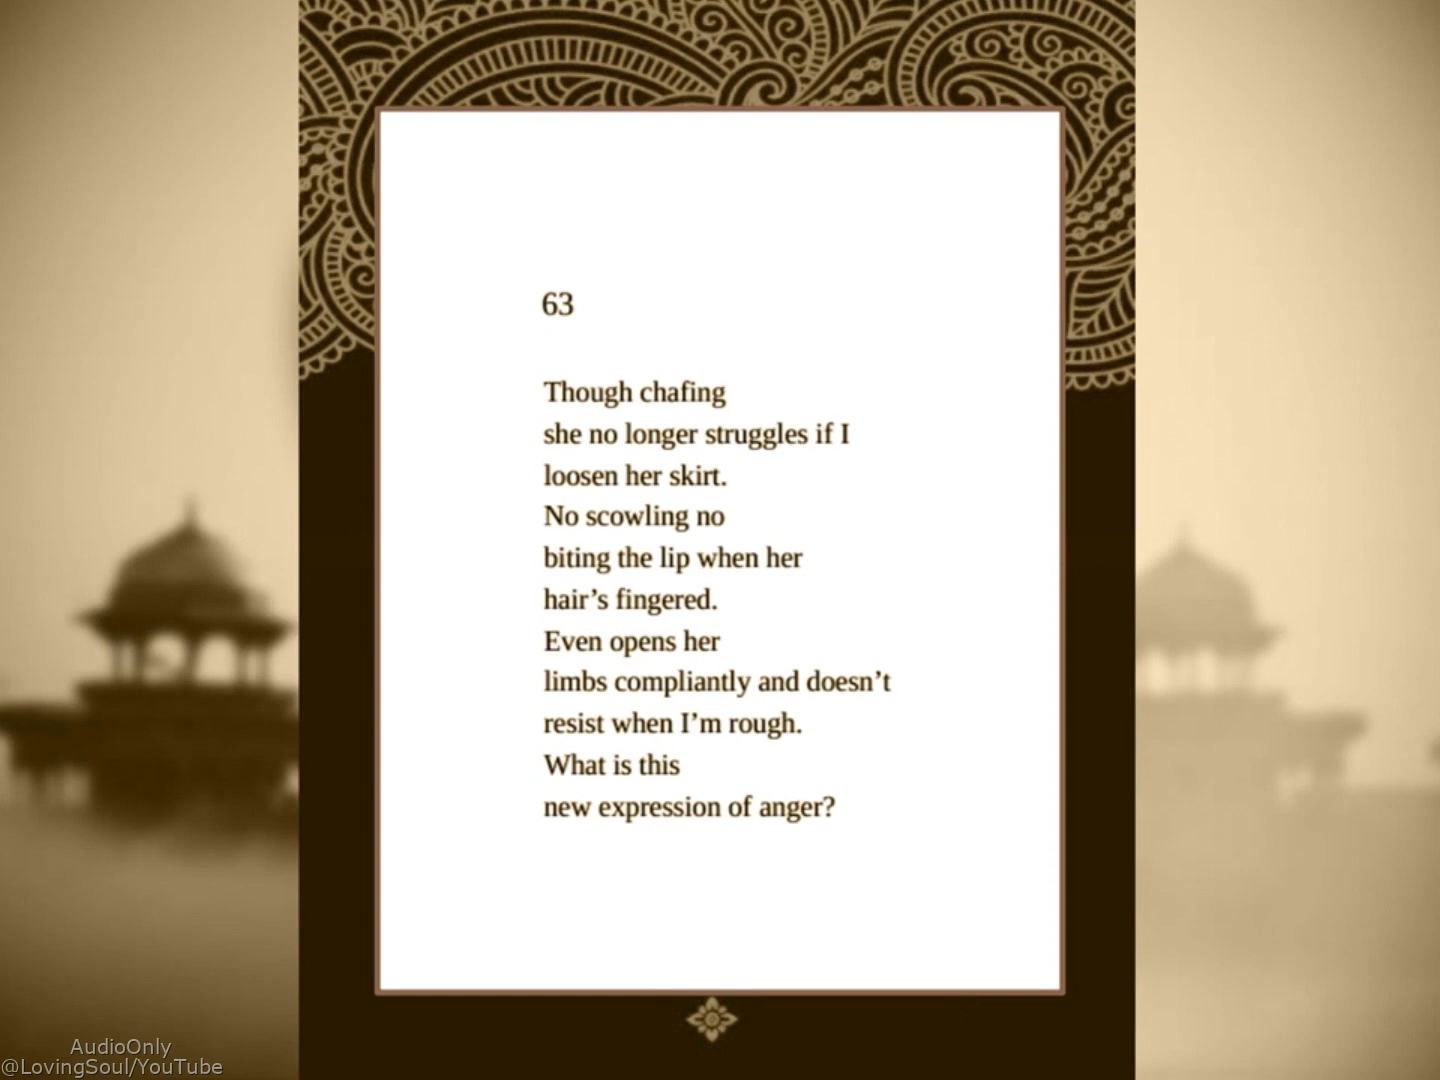 63
Though chafing
she no longer struggles if I
loosen her skirt.
No scowling no
biting the lip when her
hair’s fingered.
Even opens her
limbs compliantly and doesn’t
resist when I’m rough.
What is this
new expression of anger?
AudioOnly
@LovingSoul/YouTube